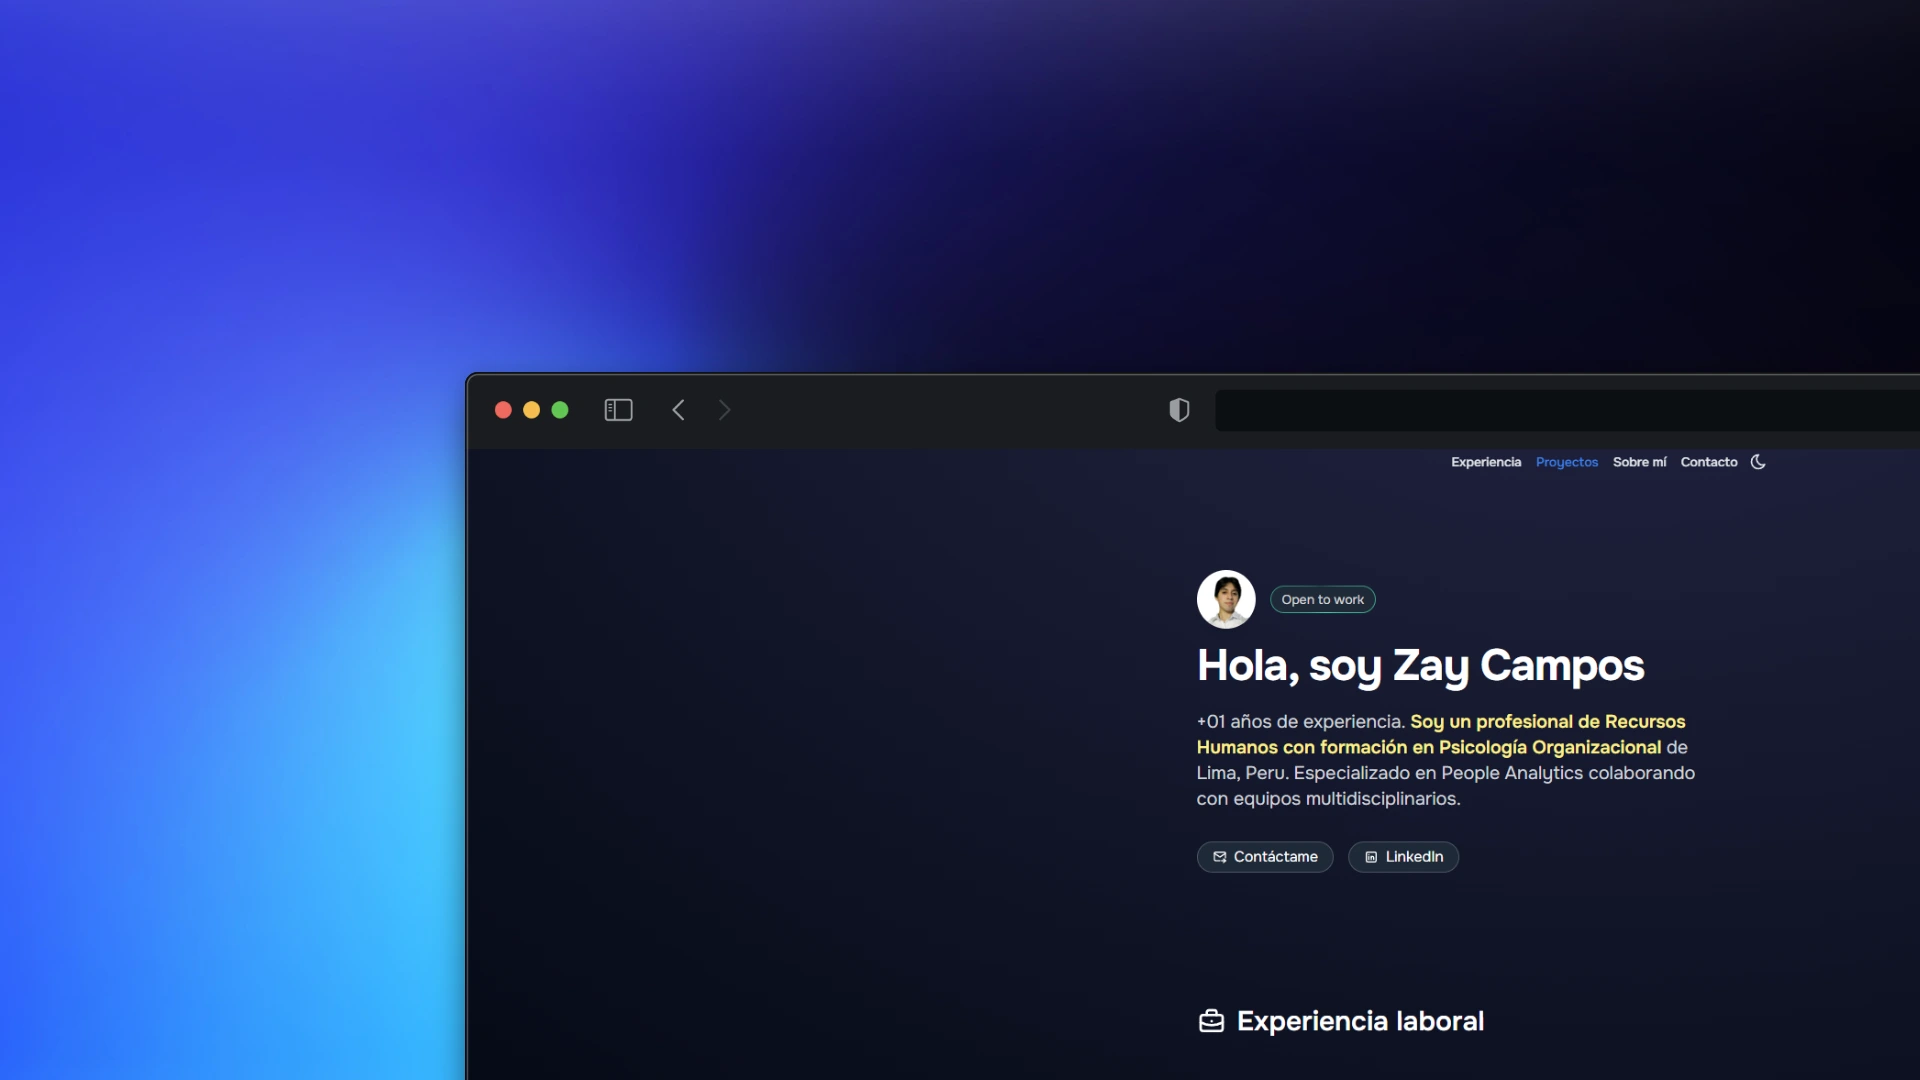 Experiencia Proyectos Sobre mí Contacto
Open to work
Hola, soy Zay Campos
+01 años de experiencia. Soy un profesional de Recursos
Humanos con formación en Psicología Organizacional de
Lima, Peru. Especializado en People Analytics colaborando
con equipos multidisciplinarios.
Contáctame LinkedIn
Experiencia laboral